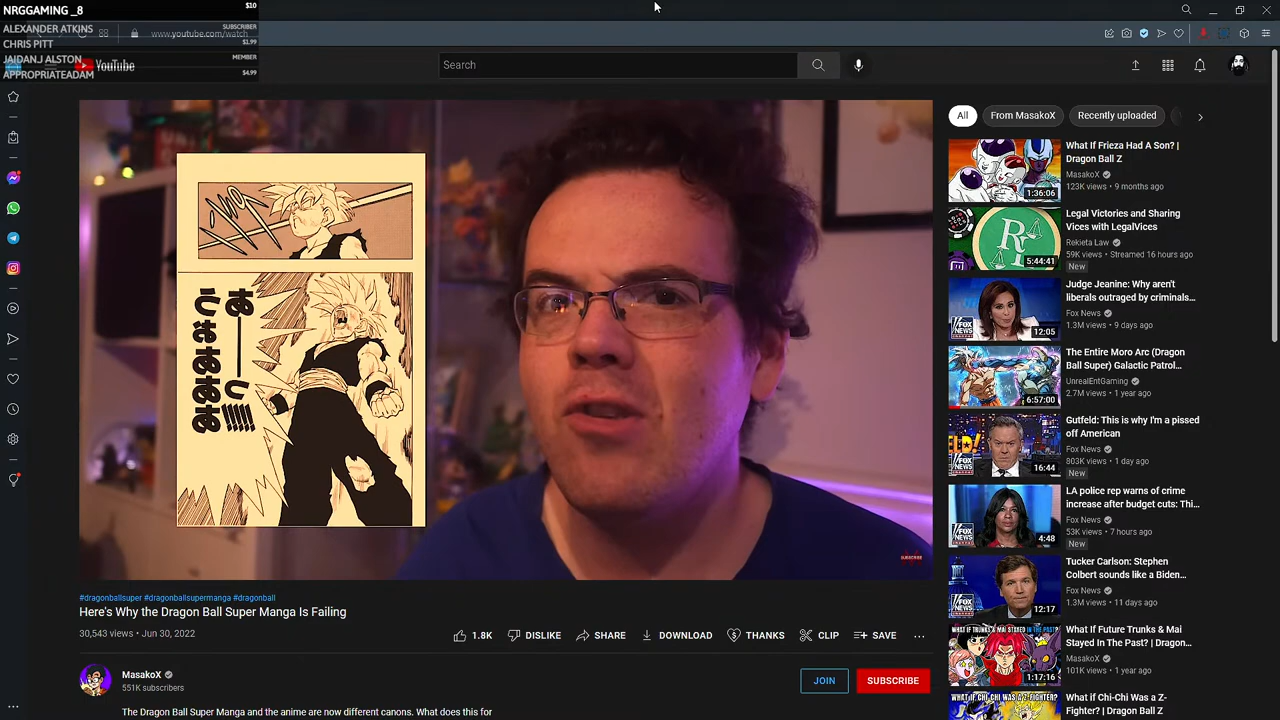 NRGGAMING _8 $10
ALEXANDER ATKINS SUBSCRIBER
CHRIS PITT $1.99
JAIDANJ ALSTON MEMBER
APPROPRIATEADAM $4.99
www.youtube.com/watch
YouTube
Search
All
From MasakoX
Recently uploaded
What If Frieza Had A Son? |
Dragon Ball Z
MasakoX
123K views • 9 months ago
1:36:06
Legal Victories and Sharing
Vices with LegalVices
Rekieta Law
59K views • Streamed 16 hours ago
New
5:44:41
Judge Jeanine: Why aren't
liberals outraged by criminals...
Fox News
1.3M views • 9 days ago
12:05
The Entire Moro Arc (Dragon
Ball Super) Galactic Patrol...
UnrealEntGaming
2.7M views • 1 year ago
6:57:00
Gutfeld: This is why I'm a pissed
off American
Fox News
803K views • 1 day ago
New
16:44
LA police rep warns of crime
increase after budget cuts: Thi...
Fox News
53K views • 7 hours ago
New
4:48
Tucker Carlson: Stephen
Colbert sounds like a Biden...
Fox News
1.3M views • 11 days ago
12:17
What If Future Trunks & Mai
Stayed In The Past? | Dragon...
MasakoX
101K views • 1 year ago
1:17:16
What if Chi-Chi Was a Z-
Fighter? | Dragon Ball Z
SUBSCRIBE
#dragonballsuper #dragonballsupermanga #dragonball
Here's Why the Dragon Ball Super Manga Is Failing
30,543 views • Jun 30, 2022
1.8K
DISLIKE
SHARE
DOWNLOAD
THANKS
CLIP
SAVE
MasakoX
551K subscribers
JOIN
SUBSCRIBE
The Dragon Ball Super Manga and the anime are now different canons. What does this for